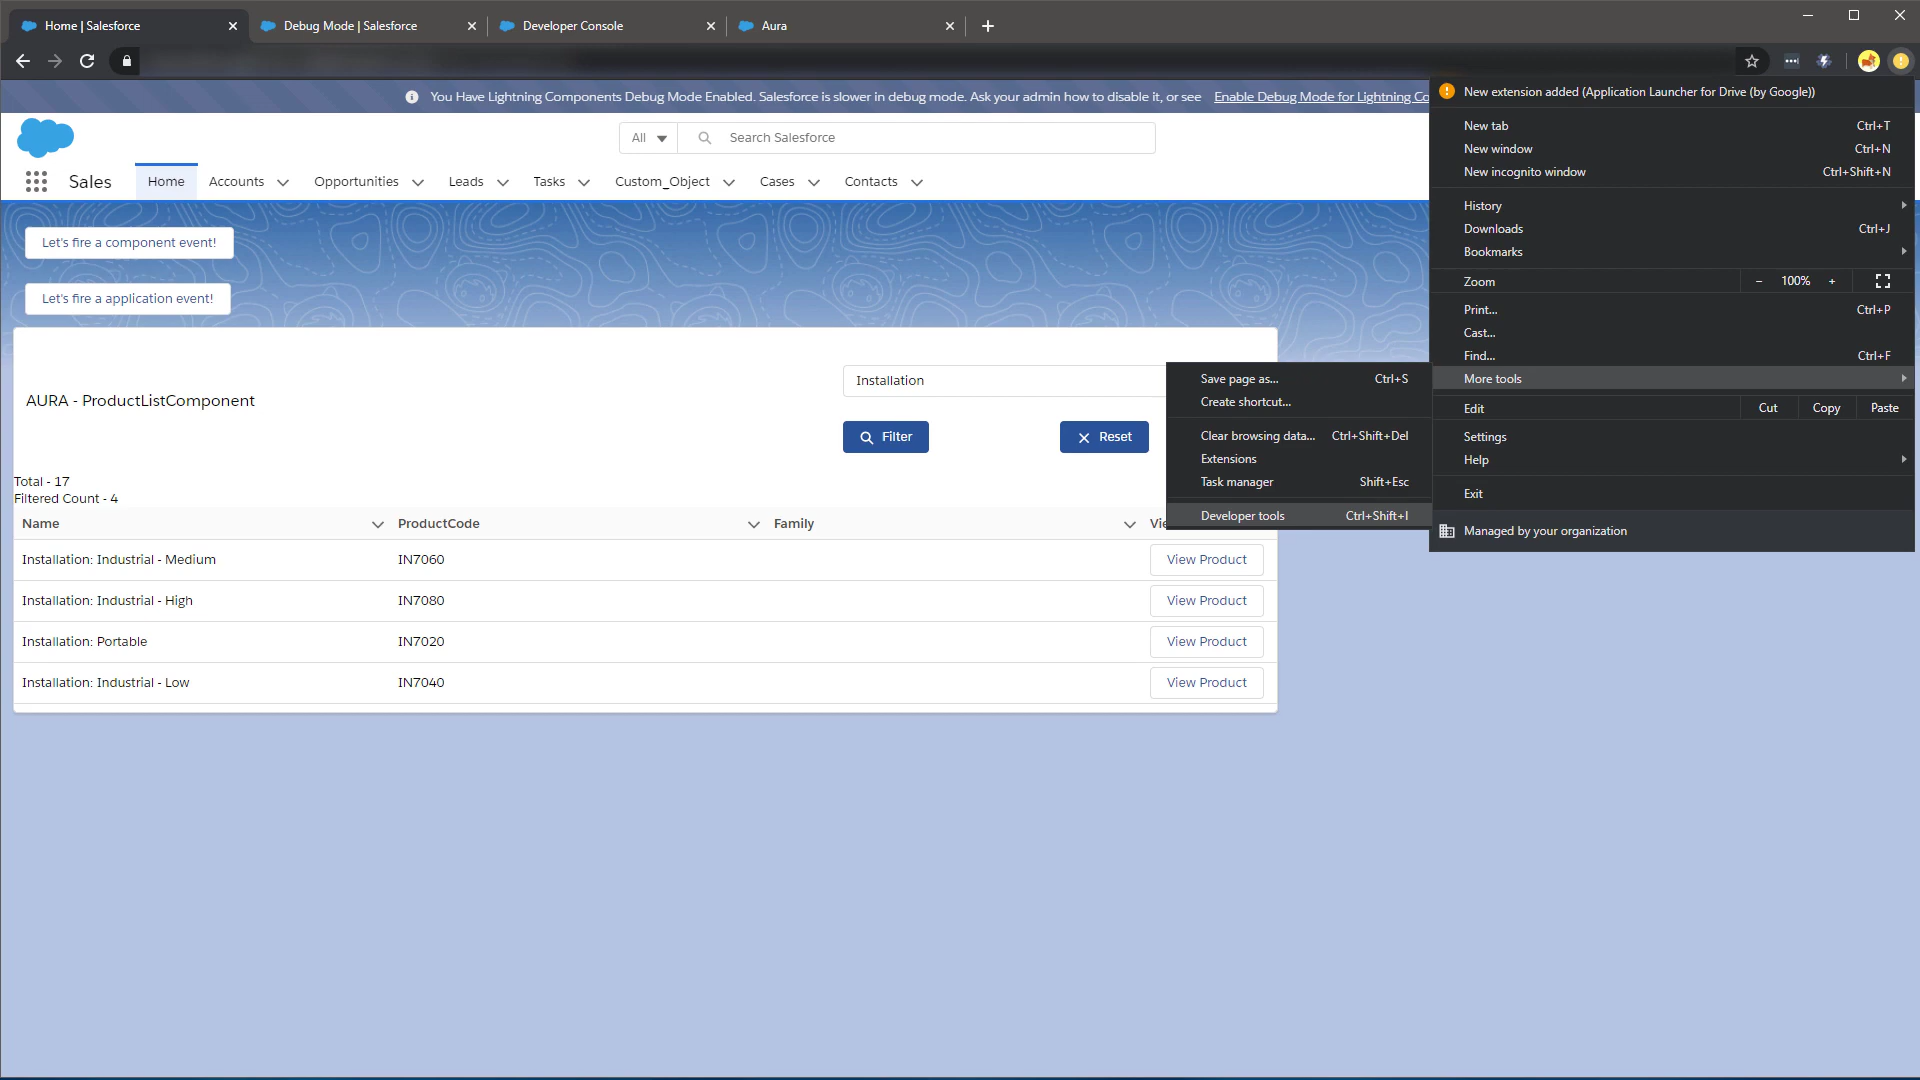 Home | Salesforce
Debug Mode | Salesforce
Developer Console
Aura
You Have Lightning Components Debug Mode Enabled. Salesforce is slower in debug mode. Ask your admin how to disable it, or see Enable Debug Mode for Lightning Co
All
Search Salesforce
Sales
Home
Accounts
Opportunities
Leads
Tasks
Custom_Object
Cases
Contacts
Let's fire a component event!
Let's fire a application event!
AURA - ProductListComponent
Installation
Filter
Reset
Total - 17
Filtered Count - 4
Name ProductCode Family Vie
Installation: Industrial - Medium IN7060 View Product
Installation: Industrial - High IN7080 View Product
Installation: Portable IN7020 View Product
Installation: Industrial - Low IN7040 View Product
New extension added (Application Launcher for Drive (by Google))
New tab Ctrl+T
New window Ctrl+N
New incognito window Ctrl+Shift+N
History
Downloads Ctrl+J
Bookmarks
Zoom - 100% +
Print... Ctrl+P
Cast...
Find... Ctrl+F
More tools
Edit Cut Copy Paste
Settings
Help
Exit
Managed by your organization
Save page as... Ctrl+S
Create shortcut...
Clear browsing data... Ctrl+Shift+Del
Extensions
Task manager Shift+Esc
Developer tools Ctrl+Shift+I